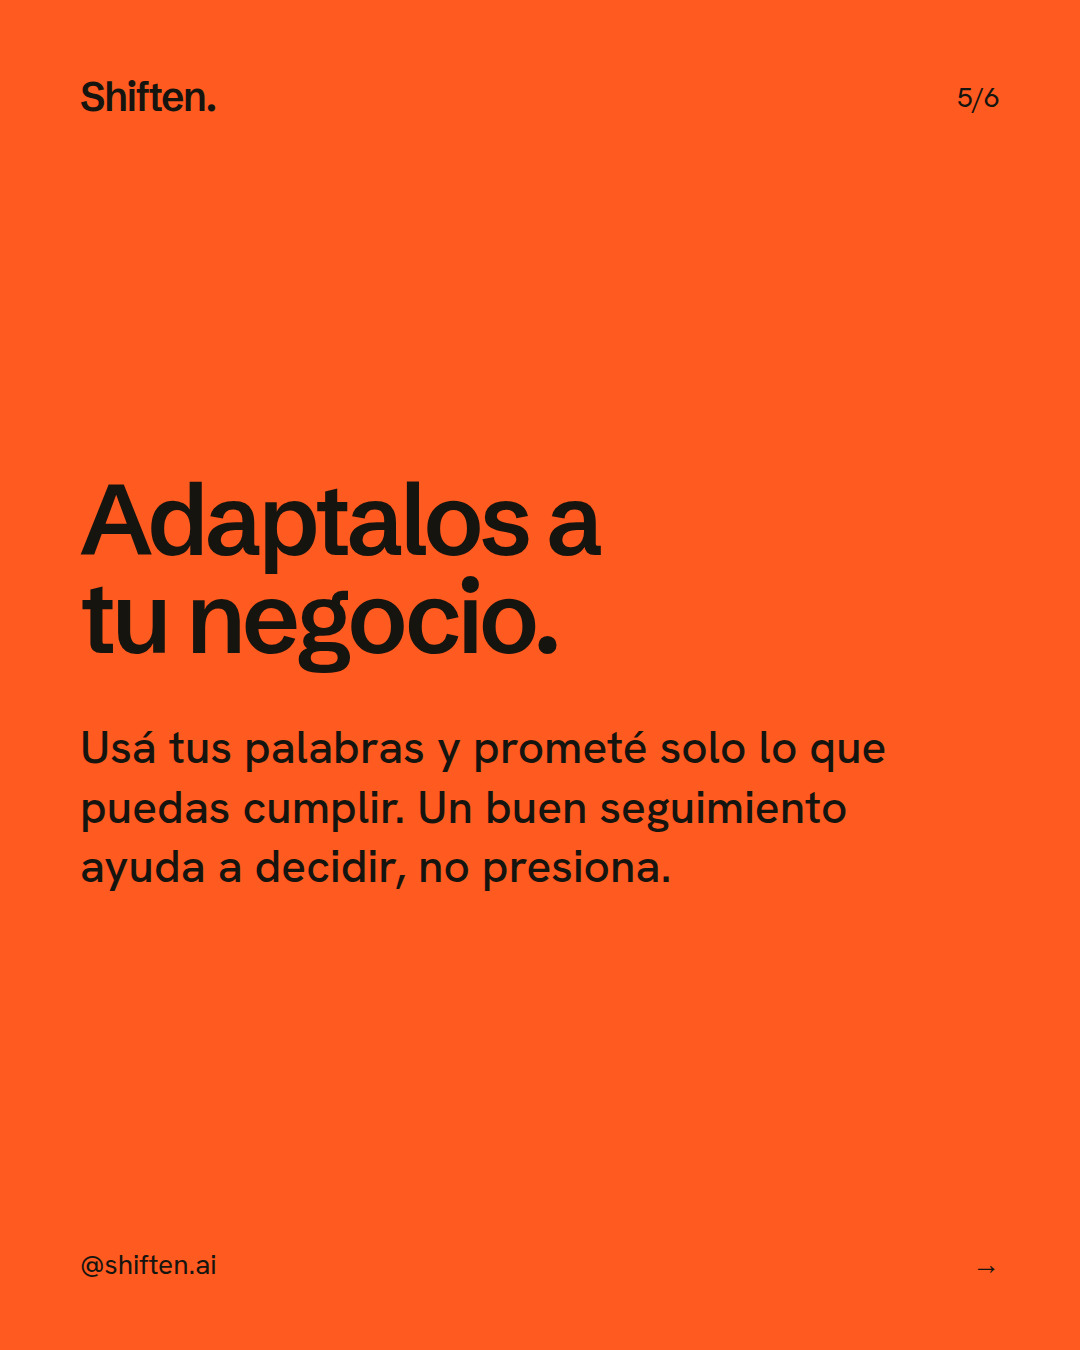 Shiften.
5/6
Adaptalos a
tu negocio.
Usá tus palabras y prometé solo lo que
puedas cumplir. Un buen seguimiento
ayuda a decidir, no presiona.
@shiften.ai
→